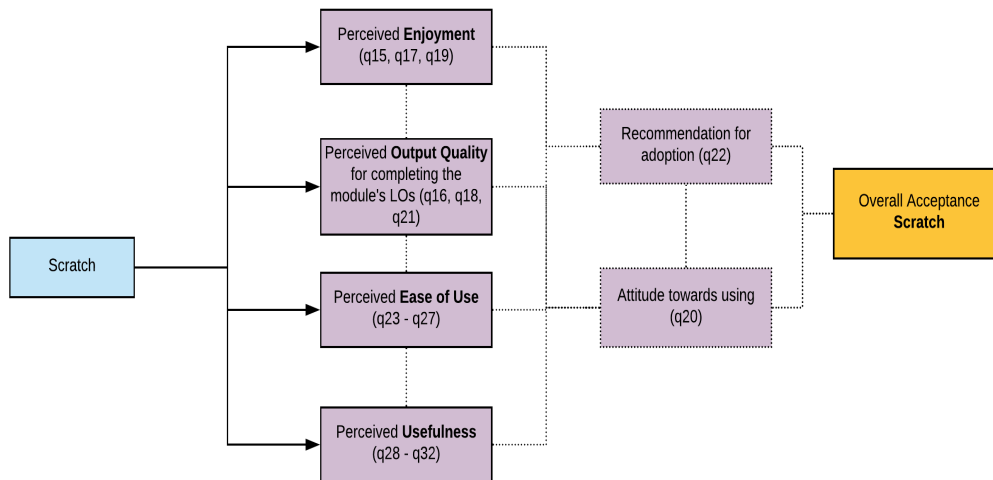 Perceived Enjoyment
(q15, q17, q19)
Perceived Output Quality
for completing the
module's LOs (q16, q18,
q21)
Scratch
Perceived Ease of Use
(q23 - q27)
Perceived Usefulness
(q28 - q32)
Recommendation for
adoption (q22)
Attitude towards using
(q20)
Overall Acceptance
Scratch